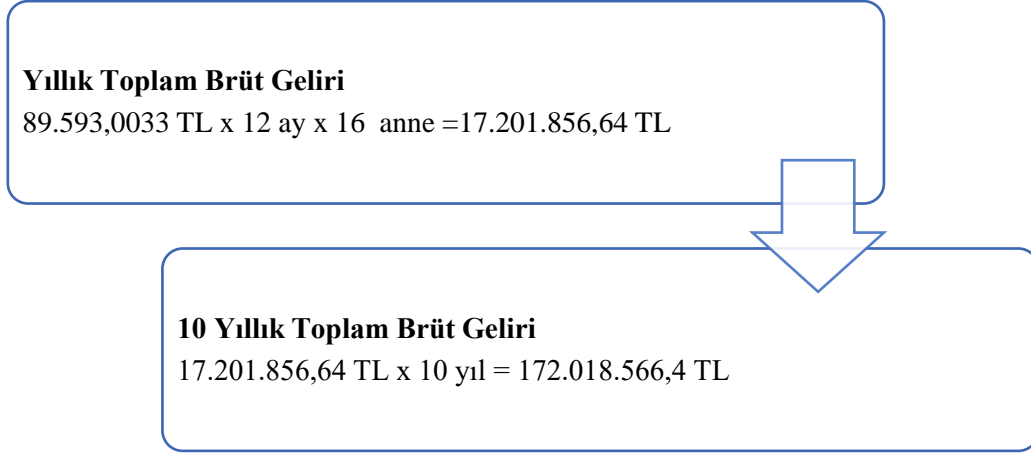 Yıllık Toplam Brüt Geliri
89.593,0033 TL x 12 ay x 16 anne =17.201.856,64 TL
10 Yıllık Toplam Brüt Geliri
17.201.856,64 TL x 10 yıl = 172.018.566,4 TL